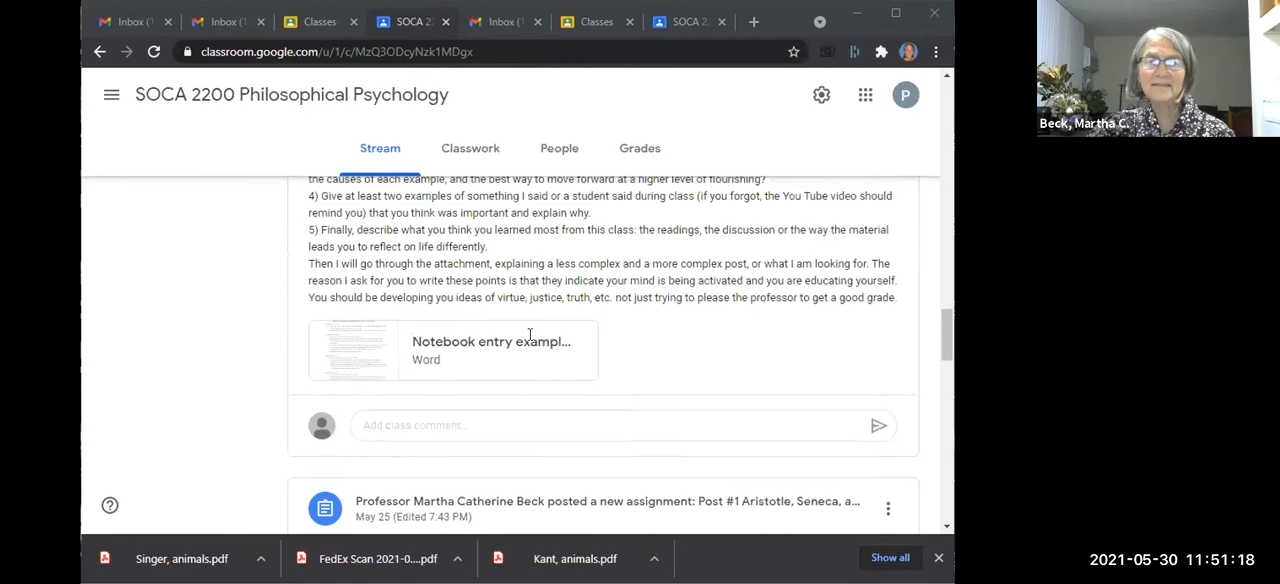 Inbox (1
Inbox (1
Classes
SOCA 22
Inbox (1
Classes
SOCA 22
classroom.google.com/u/1/c/MzQ3ODcyNzk1MDgx
SOCA 2200 Philosophical Psychology
P
Stream
Classwork
People
Grades
the causes of each example, and the best way to move forward at a higher level of flourishing?
4) Give at least two examples of something I said or a student said during class (if you forgot, the You Tube video should
remind you) that you think was important and explain why.
5) Finally, describe what you think you learned most from this class: the readings, the discussion or the way the material
leads you to reflect on life differently.
Then I will go through the attachment, explaining a less complex and a more complex post, or what I am looking for. The
reason I ask for you to write these points is that they indicate your mind is being activated and you are educating yourself.
You should be developing you ideas of virtue, justice, truth, etc. not just trying to please the professor to get a good grade.
Notebook entry exampl...
Word
Add class comment...
Professor Martha Catherine Beck posted a new assignment: Post #1 Aristotle, Seneca, a...
May 25 (Edited 7:43 PM)
Singer, animals.pdf
FedEx Scan 2021-0....pdf
Kant, animals.pdf
Show all
Beck, Martha C.
2021-05-30 11:51:18